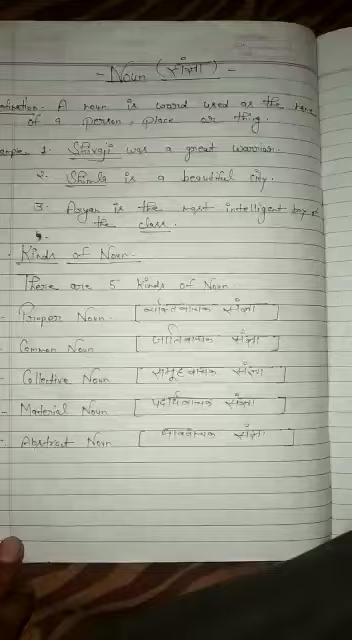 - Noun (संज्ञा) -
Definition - A noun is word used as the name
of a person, place or thing.
Example 1. Shivaji was a great warrior.
2. Shimla is a beautiful city.
3. Aryan is the most intelligent boy of
the class.
4.
Kinds of Noun -
There are 5 Kinds of Noun
- Proper Noun [व्यक्तिवाचक संज्ञा]
- Common Noun [जातिवाचक संज्ञा]
- Collective Noun [समूहवाचक संज्ञा]
- Material Noun [पदार्थवाचक संज्ञा]
- Abstract Noun [भाववाचक संज्ञा]